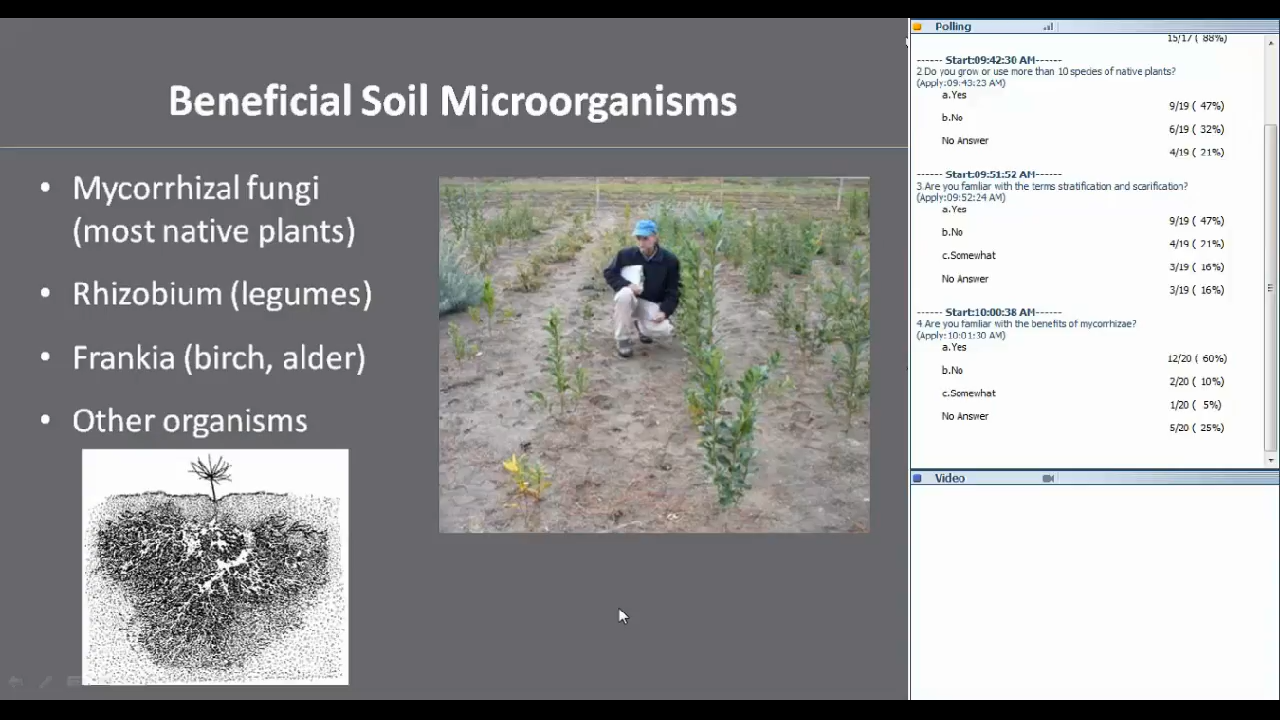 Beneficial Soil Microorganisms
• Mycorrhizal fungi
(most native plants)
• Rhizobium (legumes)
• Frankia (birch, alder)
• Other organisms
Polling
15/17 ( 88%)
------ Start:09:42:30 AM------
2.Do you grow or use more than 10 species of native plants?
(Apply:09:43:23 AM)
a.Yes
9/19 ( 47%)
b.No
6/19 ( 32%)
No Answer
4/19 ( 21%)
------ Start:09:51:52 AM------
3.Are you familiar with the terms stratification and scarification?
(Apply:09:52:24 AM)
a.Yes
9/19 ( 47%)
b.No
4/19 ( 21%)
c.Somewhat
3/19 ( 16%)
No Answer
3/19 ( 16%)
------ Start:10:00:38 AM------
4.Are you familiar with the benefits of mycorrhizae?
(Apply:10:01:30 AM)
a.Yes
12/20 ( 60%)
b.No
2/20 ( 10%)
c.Somewhat
1/20 ( 5%)
No Answer
5/20 ( 25%)
Video